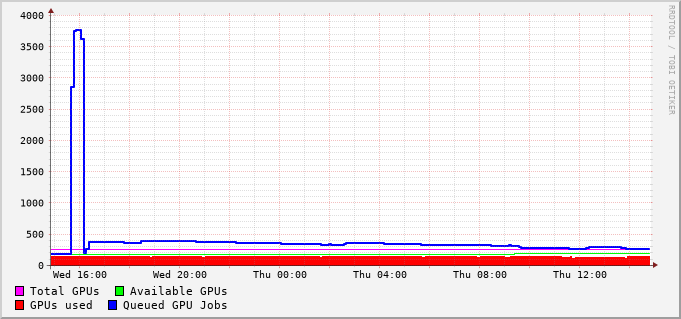 4000
3500
3000
2500
2000
1500
1000
500
0
Wed 16:00 Wed 20:00 Thu 00:00 Thu 04:00 Thu 08:00 Thu 12:00
Total GPUs Available GPUs
GPUs used Queued GPU Jobs
RRDTOOL / TOBI OETIKER